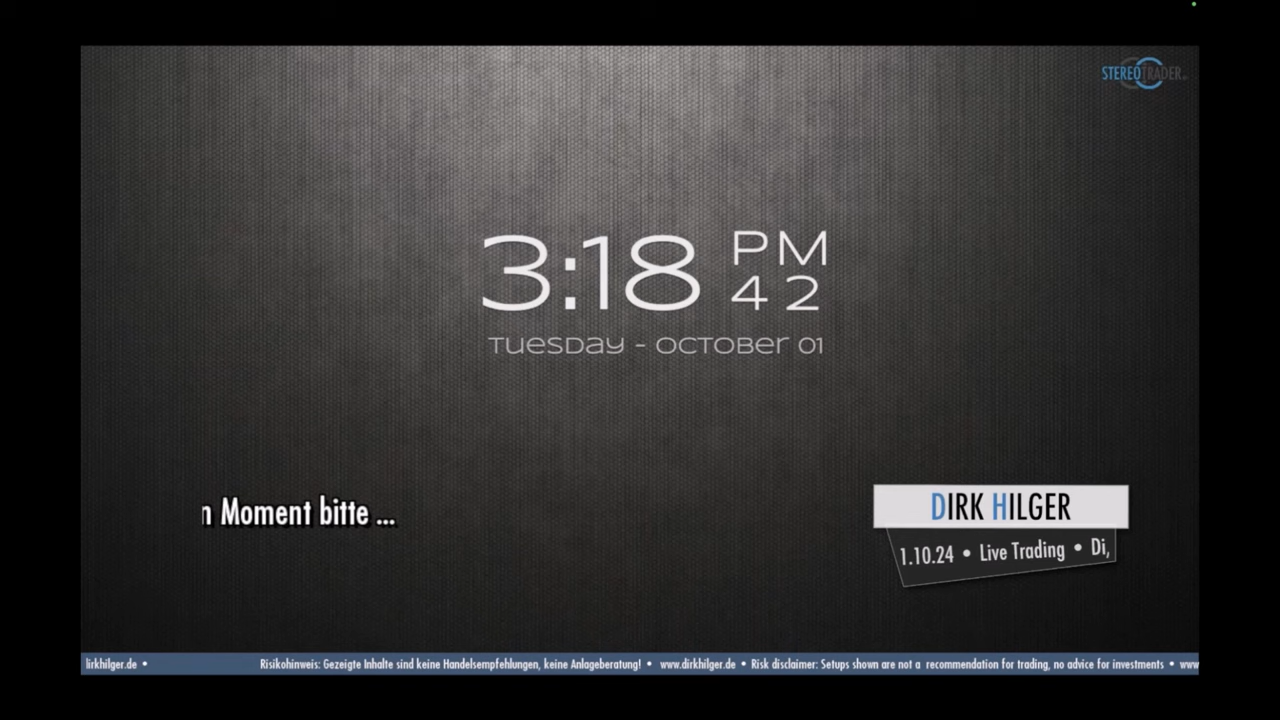 STEREOTRADER
3:18 PM
42
TUESDAY - OCTOBER 01
n Moment bitte ...
DIRK HILGER
1.10.24 • Live Trading • Di,
lirkhilger.de • Risikohinweis: Gezeigte Inhalte sind keine Handelsempfehlungen, keine Anlageberatung! • www.dirkhilger.de • Risk disclaimer: Setups shown are not a recommendation for trading, no advice for investments • www